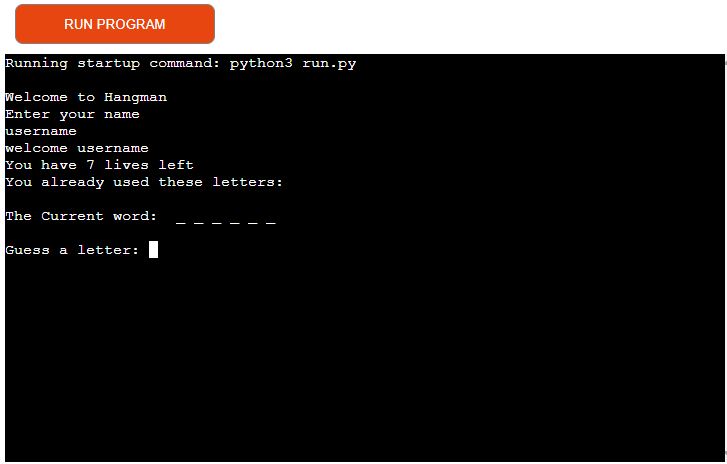 RUN PROGRAM
Running startup command: python3 run.py
Welcome to Hangman
Enter your name
username
welcome username
You have 7 lives left
You already used these letters:
The Current word:  _ _ _ _ _ _
Guess a letter: